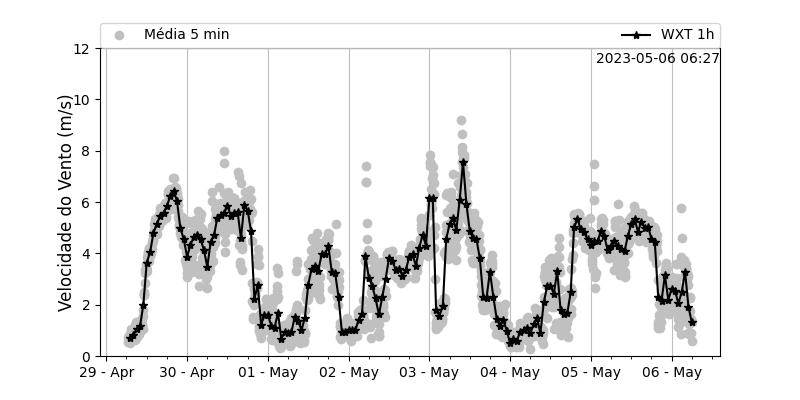 Média 5 min
WXT 1h
2023-05-06 06:27
Velocidade do Vento (m/s)
12
10
8
6
4
2
0
29 - Apr 30 - Apr 01 - May 02 - May 03 - May 04 - May 05 - May 06 - May